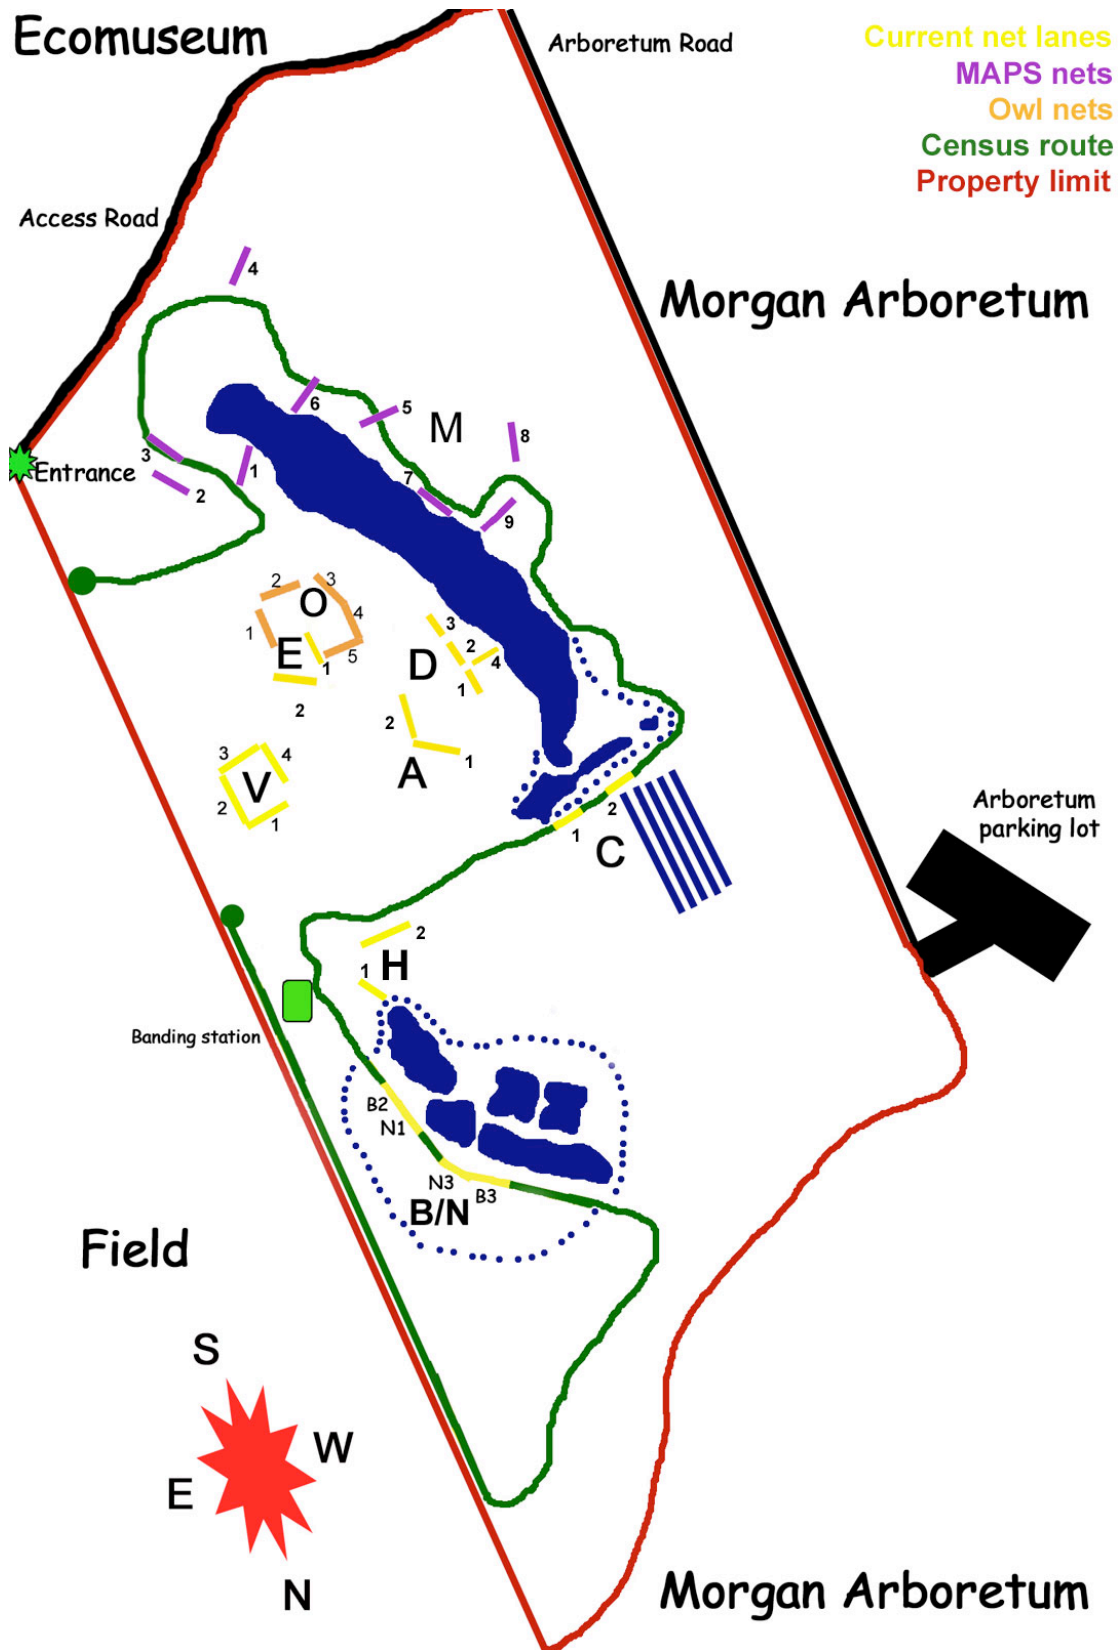 Ecomuseum
Arboretum Road
Current net lanes
MAPS nets
Owl nets
Census route
Property limit
Access Road
4
Morgan Arboretum
6
5
M
8
3
1
7
Entrance
2
9
2
3
O
4
1
E
1
5
3
2
D
4
1
2
2
1
A
3
4
V
2
1
2
1
C
Arboretum
parking lot
2
H
1
Banding station
B2
N1
N3
B3
B/N
Field
S
W
E
N
Morgan Arboretum